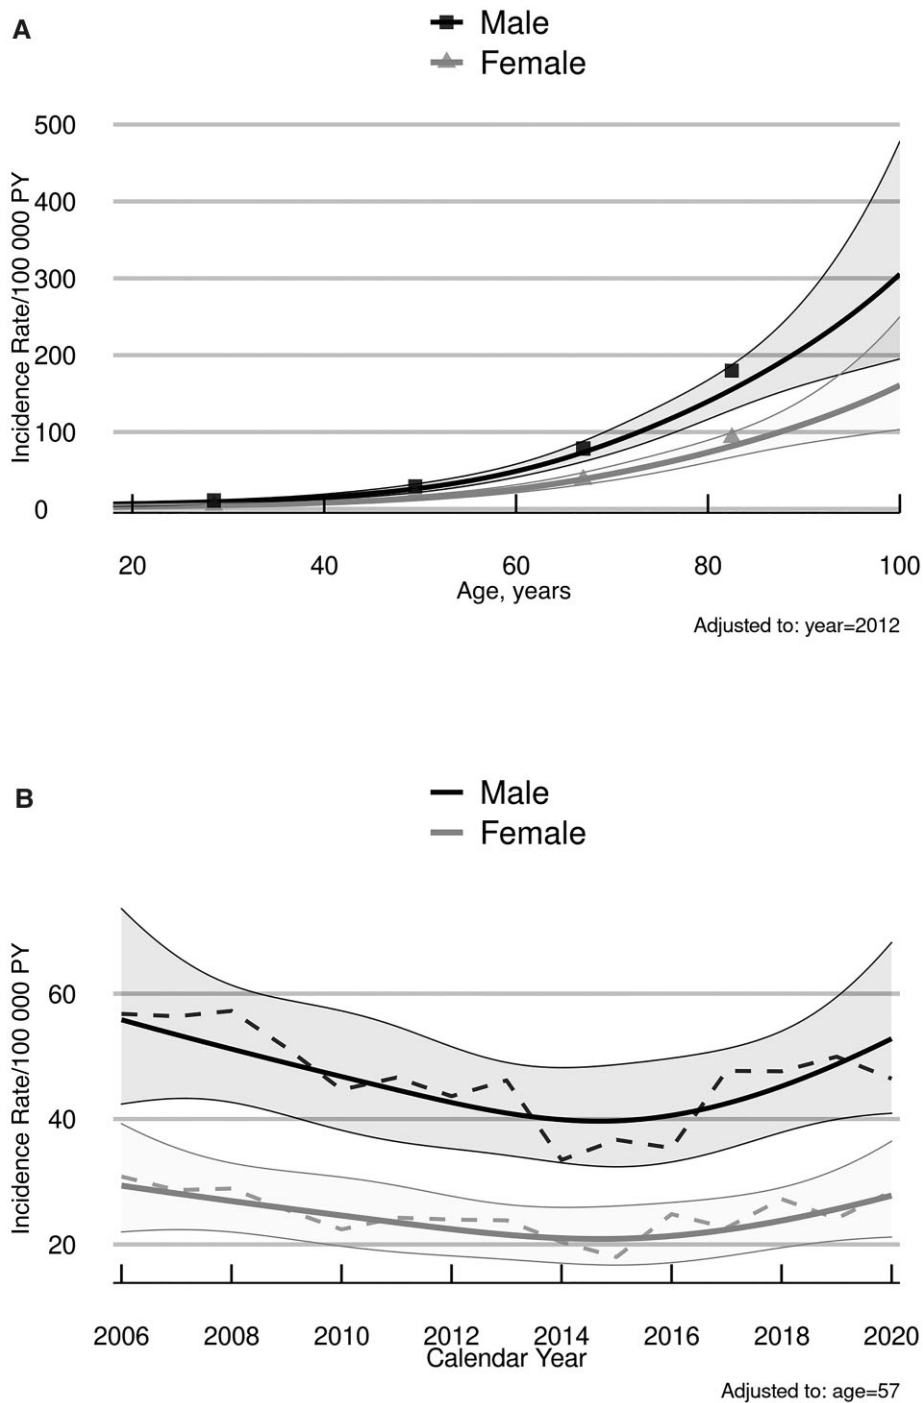 A
Male
Female
500
400
300
200
100
0
Incidence Rate/100 000 PY
20 40 60 80 100
Age, years
Adjusted to: year=2012
B
Male
Female
60
40
20
Incidence Rate/100 000 PY
2006 2008 2010 2012 2014 2016 2018 2020
Calendar Year
Adjusted to: age=57